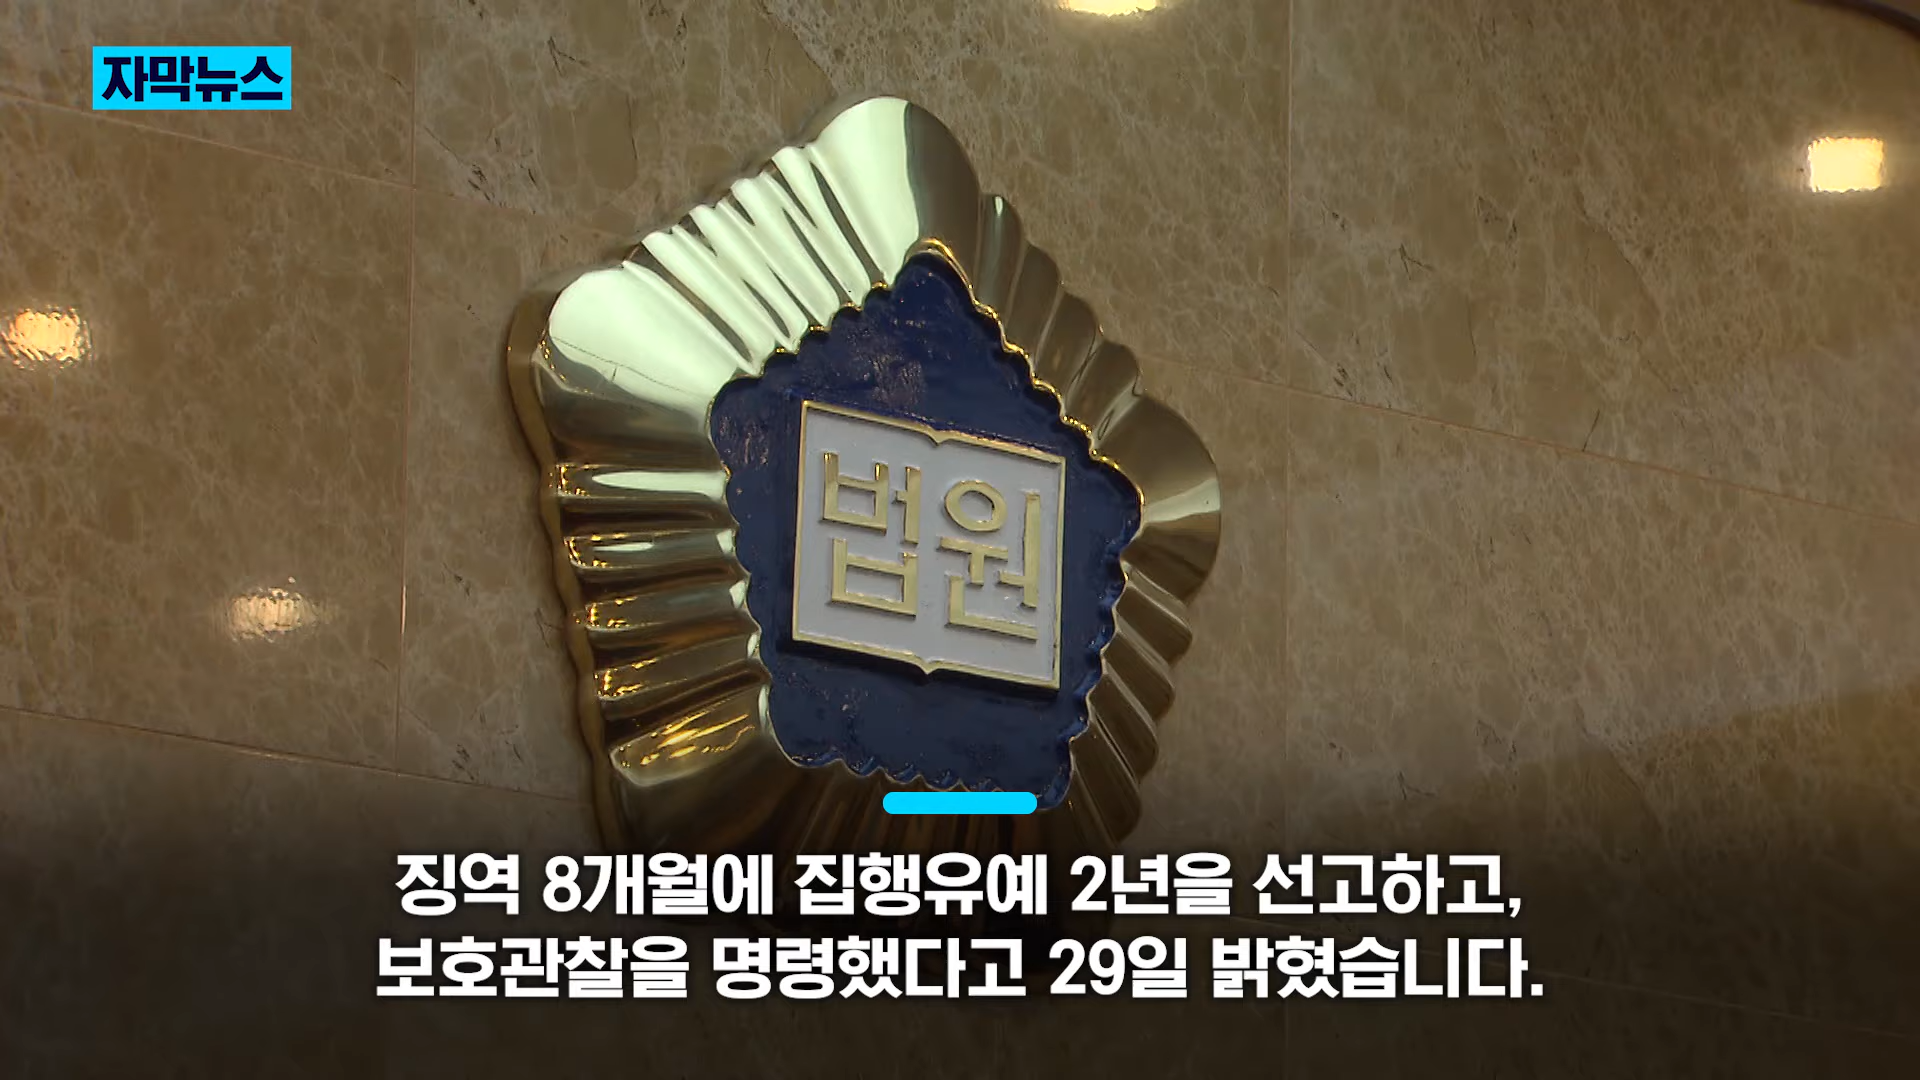 자막뉴스
법원
징역 8개월에 집행유예 2년을 선고하고,
보호관찰을 명령했다고 29일 밝혔습니다.